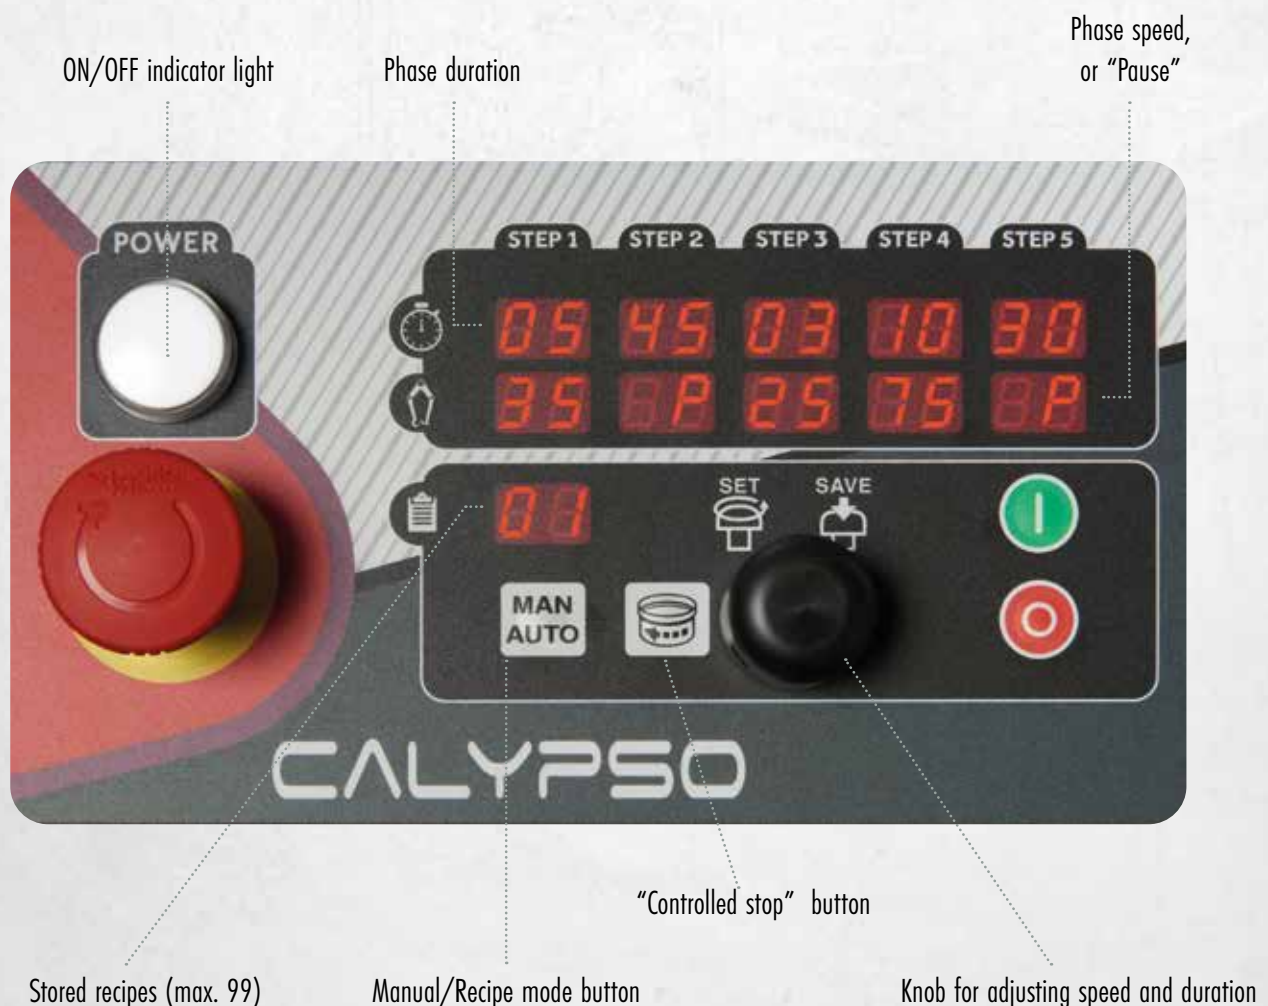 Phase speed,
or “Pause”
ON/OFF indicator light
Phase duration
POWER
STEP 1 STEP 2 STEP 3 STEP 4 STEP 5
05 45 03 10 30
35 P 25 75 P
01
SET SAVE
MAN
AUTO
CALYPSO
“Controlled stop” button
Stored recipes (max. 99)
Manual/Recipe mode button
Knob for adjusting speed and duration